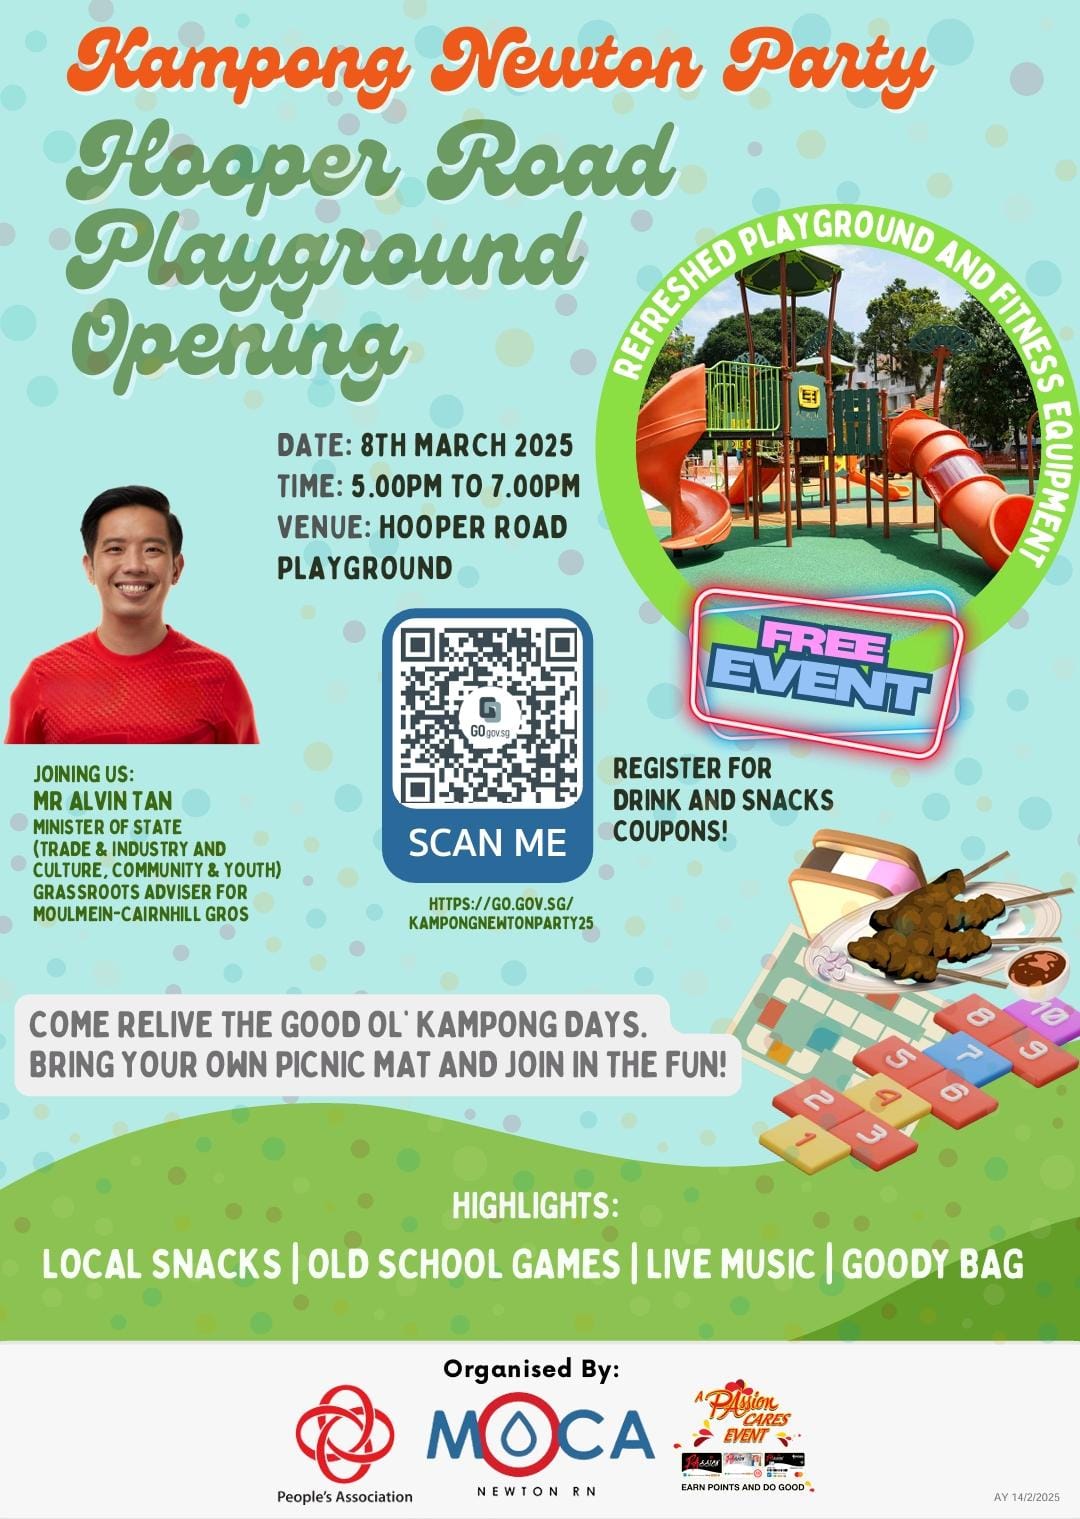 Kampong Newton Party
Hooper Road
Playground
Opening
REFRESHED PLAYGROUND AND FITNESS EQUIPMENT
DATE: 8TH MARCH 2025
TIME: 5.00PM TO 7.00PM
VENUE: HOOPER ROAD
PLAYGROUND
FREE
EVENT
GOgov.sg
SCAN ME
HTTPS://GO.GOV.SG/
KAMPONGNEWTONPARTY25
REGISTER FOR
DRINK AND SNACKS
COUPONS!
JOINING US:
MR ALVIN TAN
MINISTER OF STATE
(TRADE & INDUSTRY AND
CULTURE, COMMUNITY & YOUTH)
GRASSROOTS ADVISER FOR
MOULMEIN-CAIRNHILL GROS
COME RELIVE THE GOOD OL' KAMPONG DAYS.
BRING YOUR OWN PICNIC MAT AND JOIN IN THE FUN!
10
8
9
7
5
6
4
2
3
1
HIGHLIGHTS:
LOCAL SNACKS | OLD SCHOOL GAMES | LIVE MUSIC | GOODY BAG
Organised By:
People's Association
MOCA
NEWTON RN
A PAssion
CARES
EVENT
EARN POINTS AND DO GOOD
AY 14/2/2025